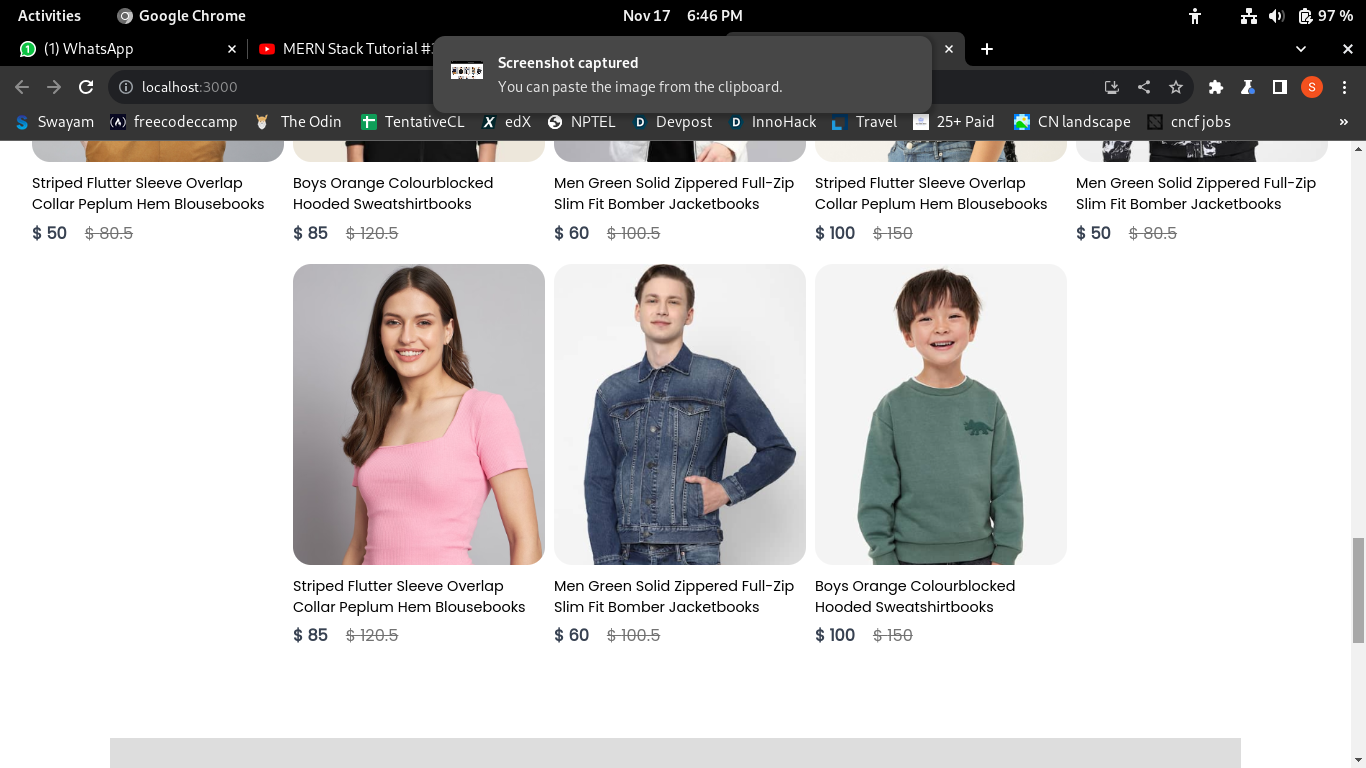 Activities
Google Chrome
Nov 17 6:46 PM
97 %
(1) WhatsApp
MERN Stack Tutorial
Screenshot captured
You can paste the image from the clipboard.
localhost:3000
S
Swayam
freecodeccamp
The Odin
TentativeCL
edX
NPTEL
Devpost
InnoHack
Travel
25+ Paid
CN landscape
cncf jobs
»
Striped Flutter Sleeve Overlap
Collar Peplum Hem Blousebooks
$ 50 $ 80.5
Boys Orange Colourblocked
Hooded Sweatshirtbooks
$ 85 $ 120.5
Men Green Solid Zippered Full-Zip
Slim Fit Bomber Jacketbooks
$ 60 $ 100.5
Striped Flutter Sleeve Overlap
Collar Peplum Hem Blousebooks
$ 100 $ 150
Men Green Solid Zippered Full-Zip
Slim Fit Bomber Jacketbooks
$ 50 $ 80.5
Striped Flutter Sleeve Overlap
Collar Peplum Hem Blousebooks
$ 85 $ 120.5
Men Green Solid Zippered Full-Zip
Slim Fit Bomber Jacketbooks
$ 60 $ 100.5
Boys Orange Colourblocked
Hooded Sweatshirtbooks
$ 100 $ 150